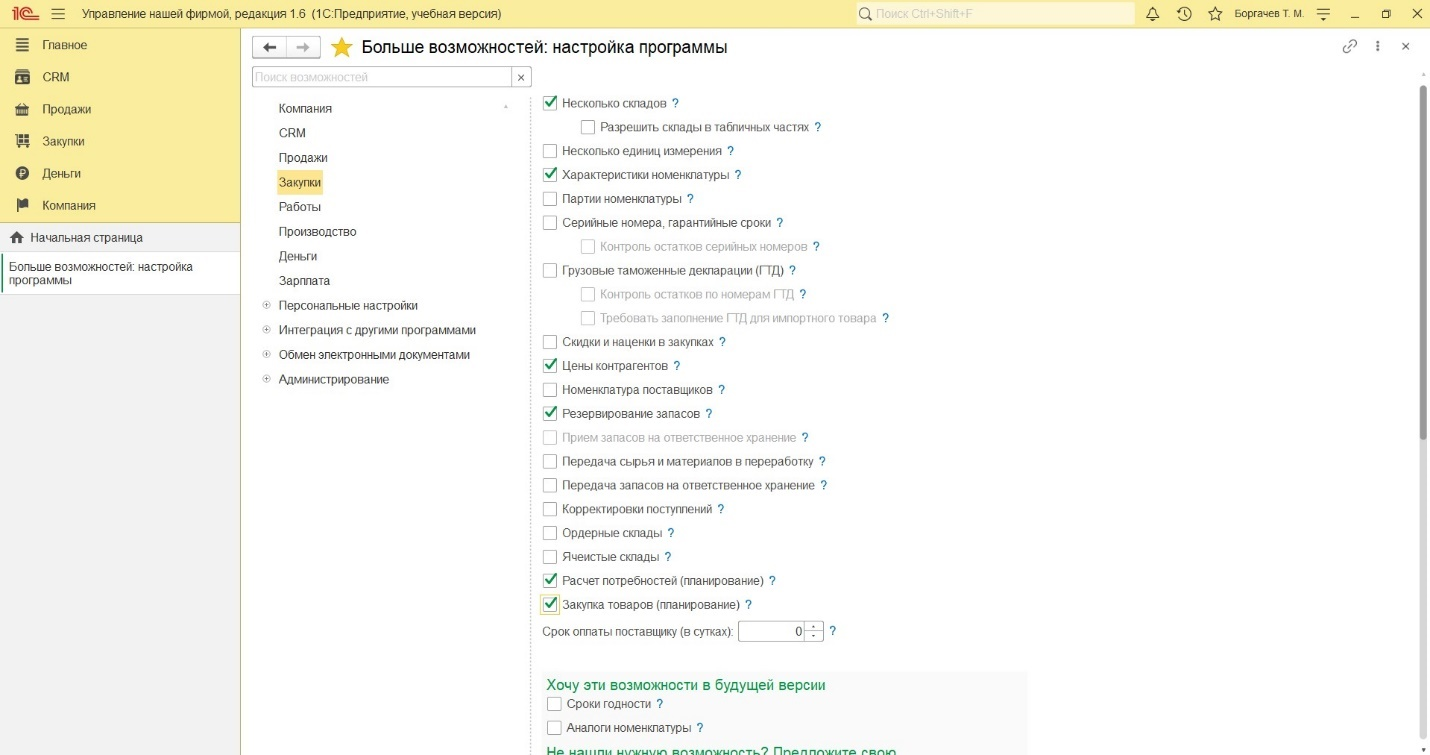 1С Управление нашей фирмой, редакция 1.6 (1С:Предприятие, учебная версия) Поиск Ctrl+Shift+F Боргачев Т. М.
Главное
CRM
Продажи
Закупки
Деньги
Компания
Начальная страница
Больше возможностей: настройка
программы
Больше возможностей: настройка программы
Поиск возможностей
Компания
CRM
Продажи
Закупки
Работы
Производство
Деньги
Зарплата
Персональные настройки
Интеграция с другими программами
Обмен электронными документами
Администрирование
Несколько складов ?
Разрешить склады в табличных частях ?
Несколько единиц измерения ?
Характеристики номенклатуры ?
Партии номенклатуры ?
Серийные номера, гарантийные сроки ?
Контроль остатков серийных номеров ?
Грузовые таможенные декларации (ГТД) ?
Контроль остатков по номерам ГТД ?
Требовать заполнение ГТД для импортного товара ?
Скидки и наценки в закупках ?
Цены контрагентов ?
Номенклатура поставщиков ?
Резервирование запасов ?
Прием запасов на ответственное хранение ?
Передача сырья и материалов в переработку ?
Передача запасов на ответственное хранение ?
Корректировки поступлений ?
Ордерные склады ?
Ячеистые склады ?
Расчет потребностей (планирование) ?
Закупка товаров (планирование) ?
Срок оплаты поставщику (в сутках): 0 ?
Хочу эти возможности в будущей версии
Сроки годности ?
Аналоги номенклатуры ?
Не нашли нужную возможность? Предложите свою